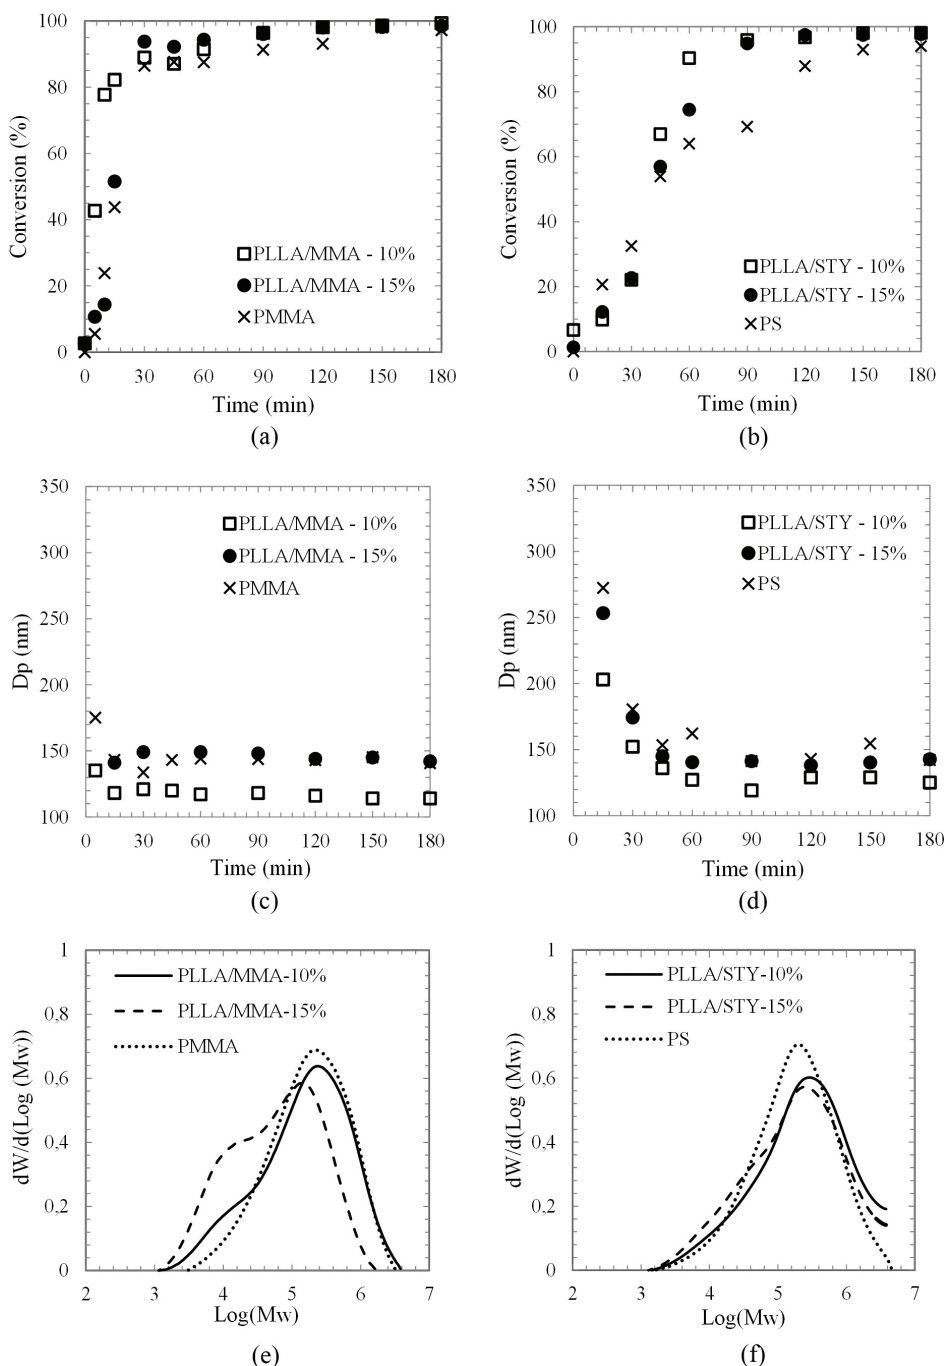 100
80
60
40
20
0
Conversion (%)
PLLA/MMA - 10%
PLLA/MMA - 15%
PMMA
0 30 60 90 120 150 180
Time (min)
(a)
100
80
60
40
20
0
Conversion (%)
PLLA/STY - 10%
PLLA/STY - 15%
PS
0 30 60 90 120 150 180
Time (min)
(b)
350
300
250
200
150
100
Dp (nm)
PLLA/MMA - 10%
PLLA/MMA - 15%
PMMA
0 30 60 90 120 150 180
Time (min)
(c)
350
300
250
200
150
100
Dp (nm)
PLLA/STY - 10%
PLLA/STY - 15%
PS
0 30 60 90 120 150 180
Time (min)
(d)
1
0.8
0.6
0.4
0.2
0
dW/d(Log (Mw))
PLLA/MMA-10%
PLLA/MMA-15%
PMMA
2 3 4 5 6 7
Log(Mw)
(e)
1
0,8
0,6
0,4
0,2
0
dW/d(Log (Mw))
PLLA/STY-10%
PLLA/STY-15%
PS
2 3 4 5 6 7
Log(Mw)
(f)